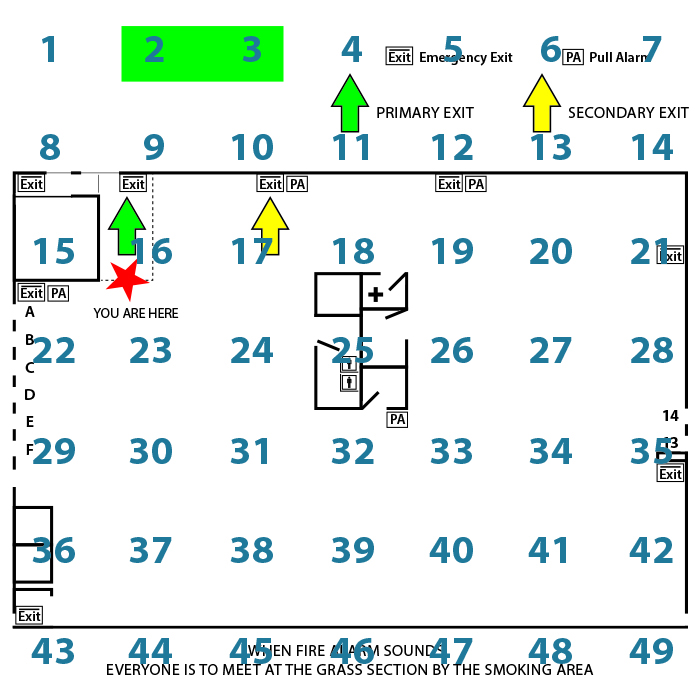 1 2 3 4 5 6 7
Exit Emergency Exit PA Pull Alarm
PRIMARY EXIT SECONDARY EXIT
8 9 10 11 12 13 14
Exit Exit Exit PA Exit PA
15 16 17 18 19 20 21
Exit
Exit PA
YOU ARE HERE
A
B
22 23 24 25 26 27 28
C
D
E
PA
14
13
F
29 30 31 32 33 34 35
Exit
36 37 38 39 40 41 42
Exit
43 44 45 46 47 48 49
WHEN FIRE ALARM SOUNDS
EVERYONE IS TO MEET AT THE GRASS SECTION BY THE SMOKING AREA